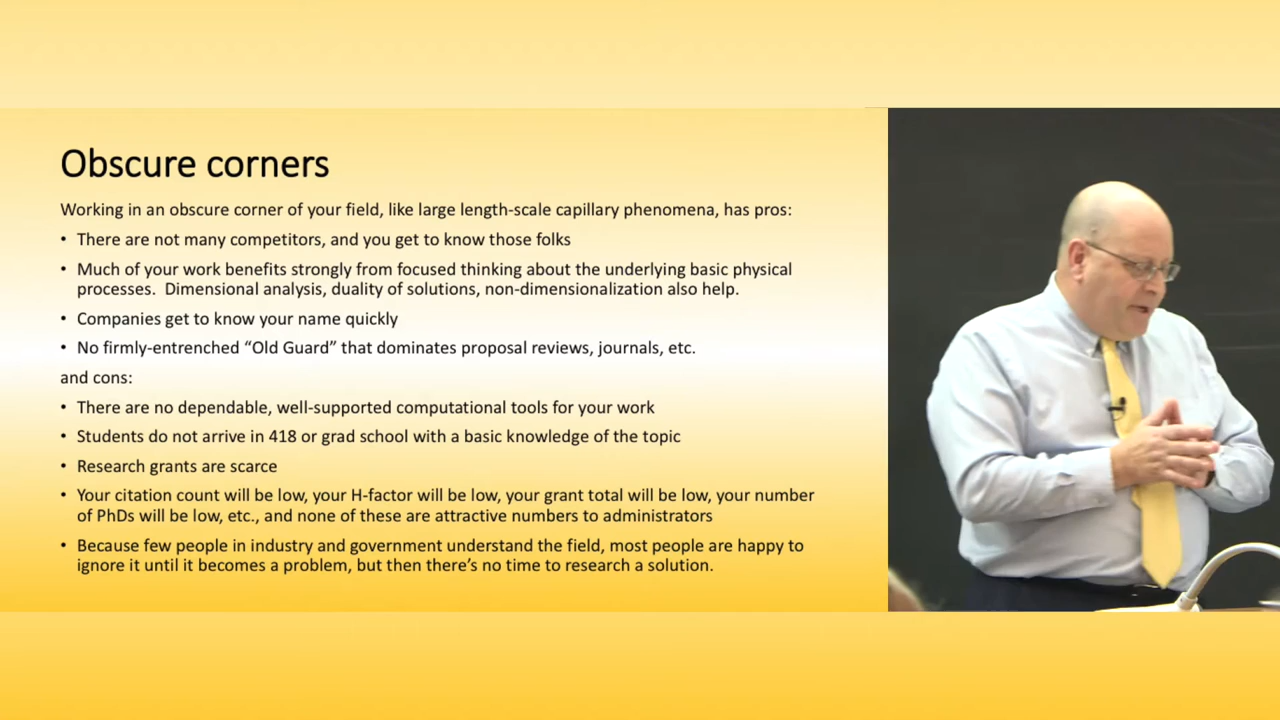 Obscure corners
Working in an obscure corner of your field, like large length-scale capillary phenomena, has pros:
• There are not many competitors, and you get to know those folks
• Much of your work benefits strongly from focused thinking about the underlying basic physical
processes.  Dimensional analysis, duality of solutions, non-dimensionalization also help.
• Companies get to know your name quickly
• No firmly-entrenched “Old Guard” that dominates proposal reviews, journals, etc.
and cons:
• There are no dependable, well-supported computational tools for your work
• Students do not arrive in 418 or grad school with a basic knowledge of the topic
• Research grants are scarce
• Your citation count will be low, your H-factor will be low, your grant total will be low, your number
of PhDs will be low, etc., and none of these are attractive numbers to administrators
• Because few people in industry and government understand the field, most people are happy to
ignore it until it becomes a problem, but then there’s no time to research a solution.